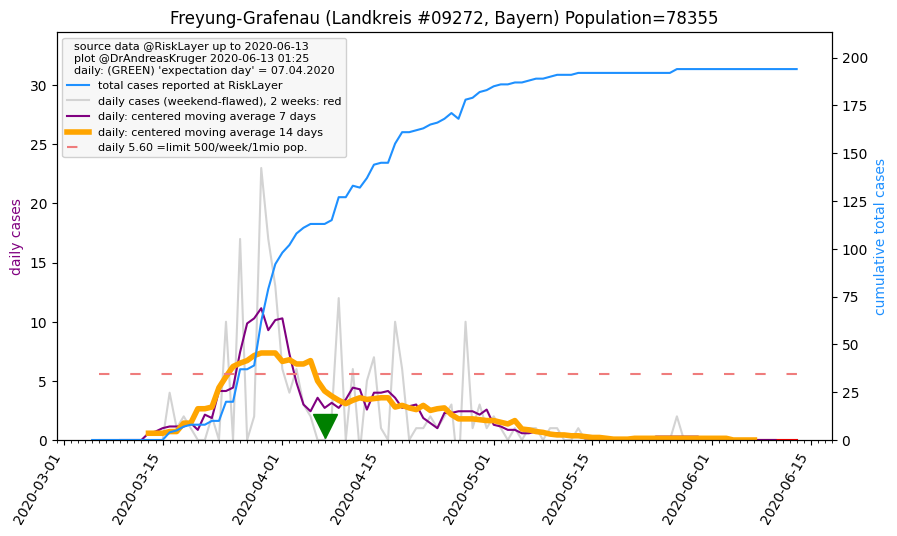 Freyung-Grafenau (Landkreis #09272, Bayern) Population=78355
source data @RiskLayer up to 2020-06-13
plot @DrAndreasKruger 2020-06-13 01:25
daily: (GREEN) 'expectation day' = 07.04.2020
total cases reported at RiskLayer
daily cases (weekend-flawed), 2 weeks: red
daily: centered moving average 7 days
daily: centered moving average 14 days
daily 5.60 =limit 500/week/1mio pop.
daily cases
30
25
20
15
10
5
0
200
175
150
125
100
75
50
25
0
cumulative total cases
2020-03-01
2020-03-15
2020-04-01
2020-04-15
2020-05-01
2020-05-15
2020-06-01
2020-06-15